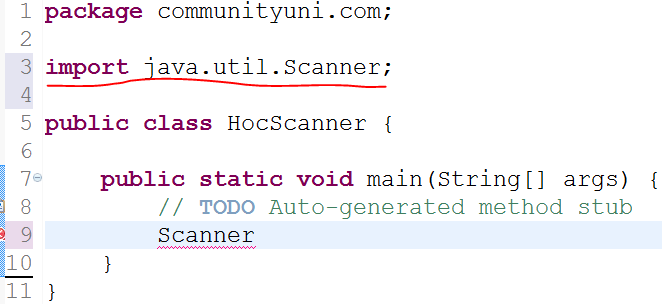 1 package communityuni.com;
2
3 import java.util.Scanner;
4
5 public class HocScanner {
6
7 public static void main(String[] args) {
8 // TODO Auto-generated method stub
9 Scanner
10 }
11 }